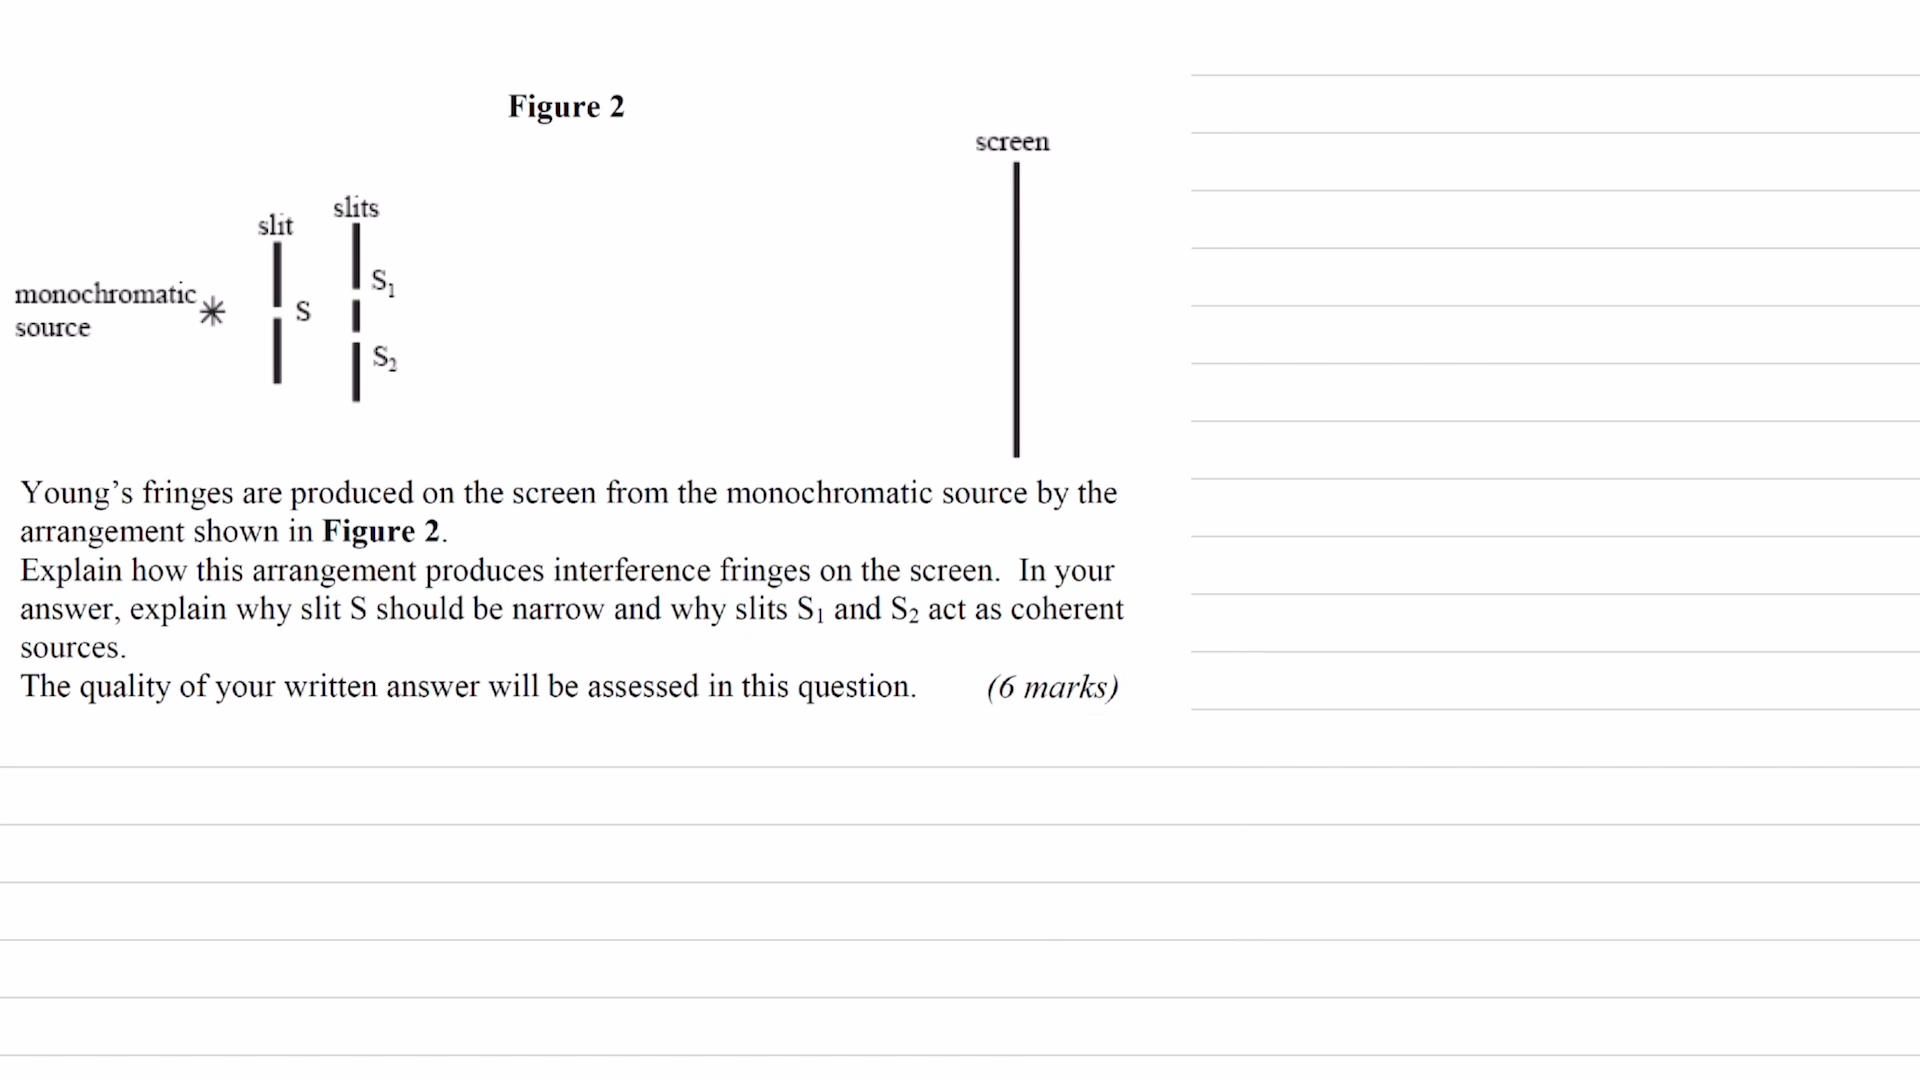 Figure 2
screen
slits
slit
S₁
monochromatic
S
source
S₂
Young’s fringes are produced on the screen from the monochromatic source by the
arrangement shown in Figure 2.
Explain how this arrangement produces interference fringes on the screen. In your
answer, explain why slit S should be narrow and why slits S₁ and S₂ act as coherent
sources.
The quality of your written answer will be assessed in this question. (6 marks)